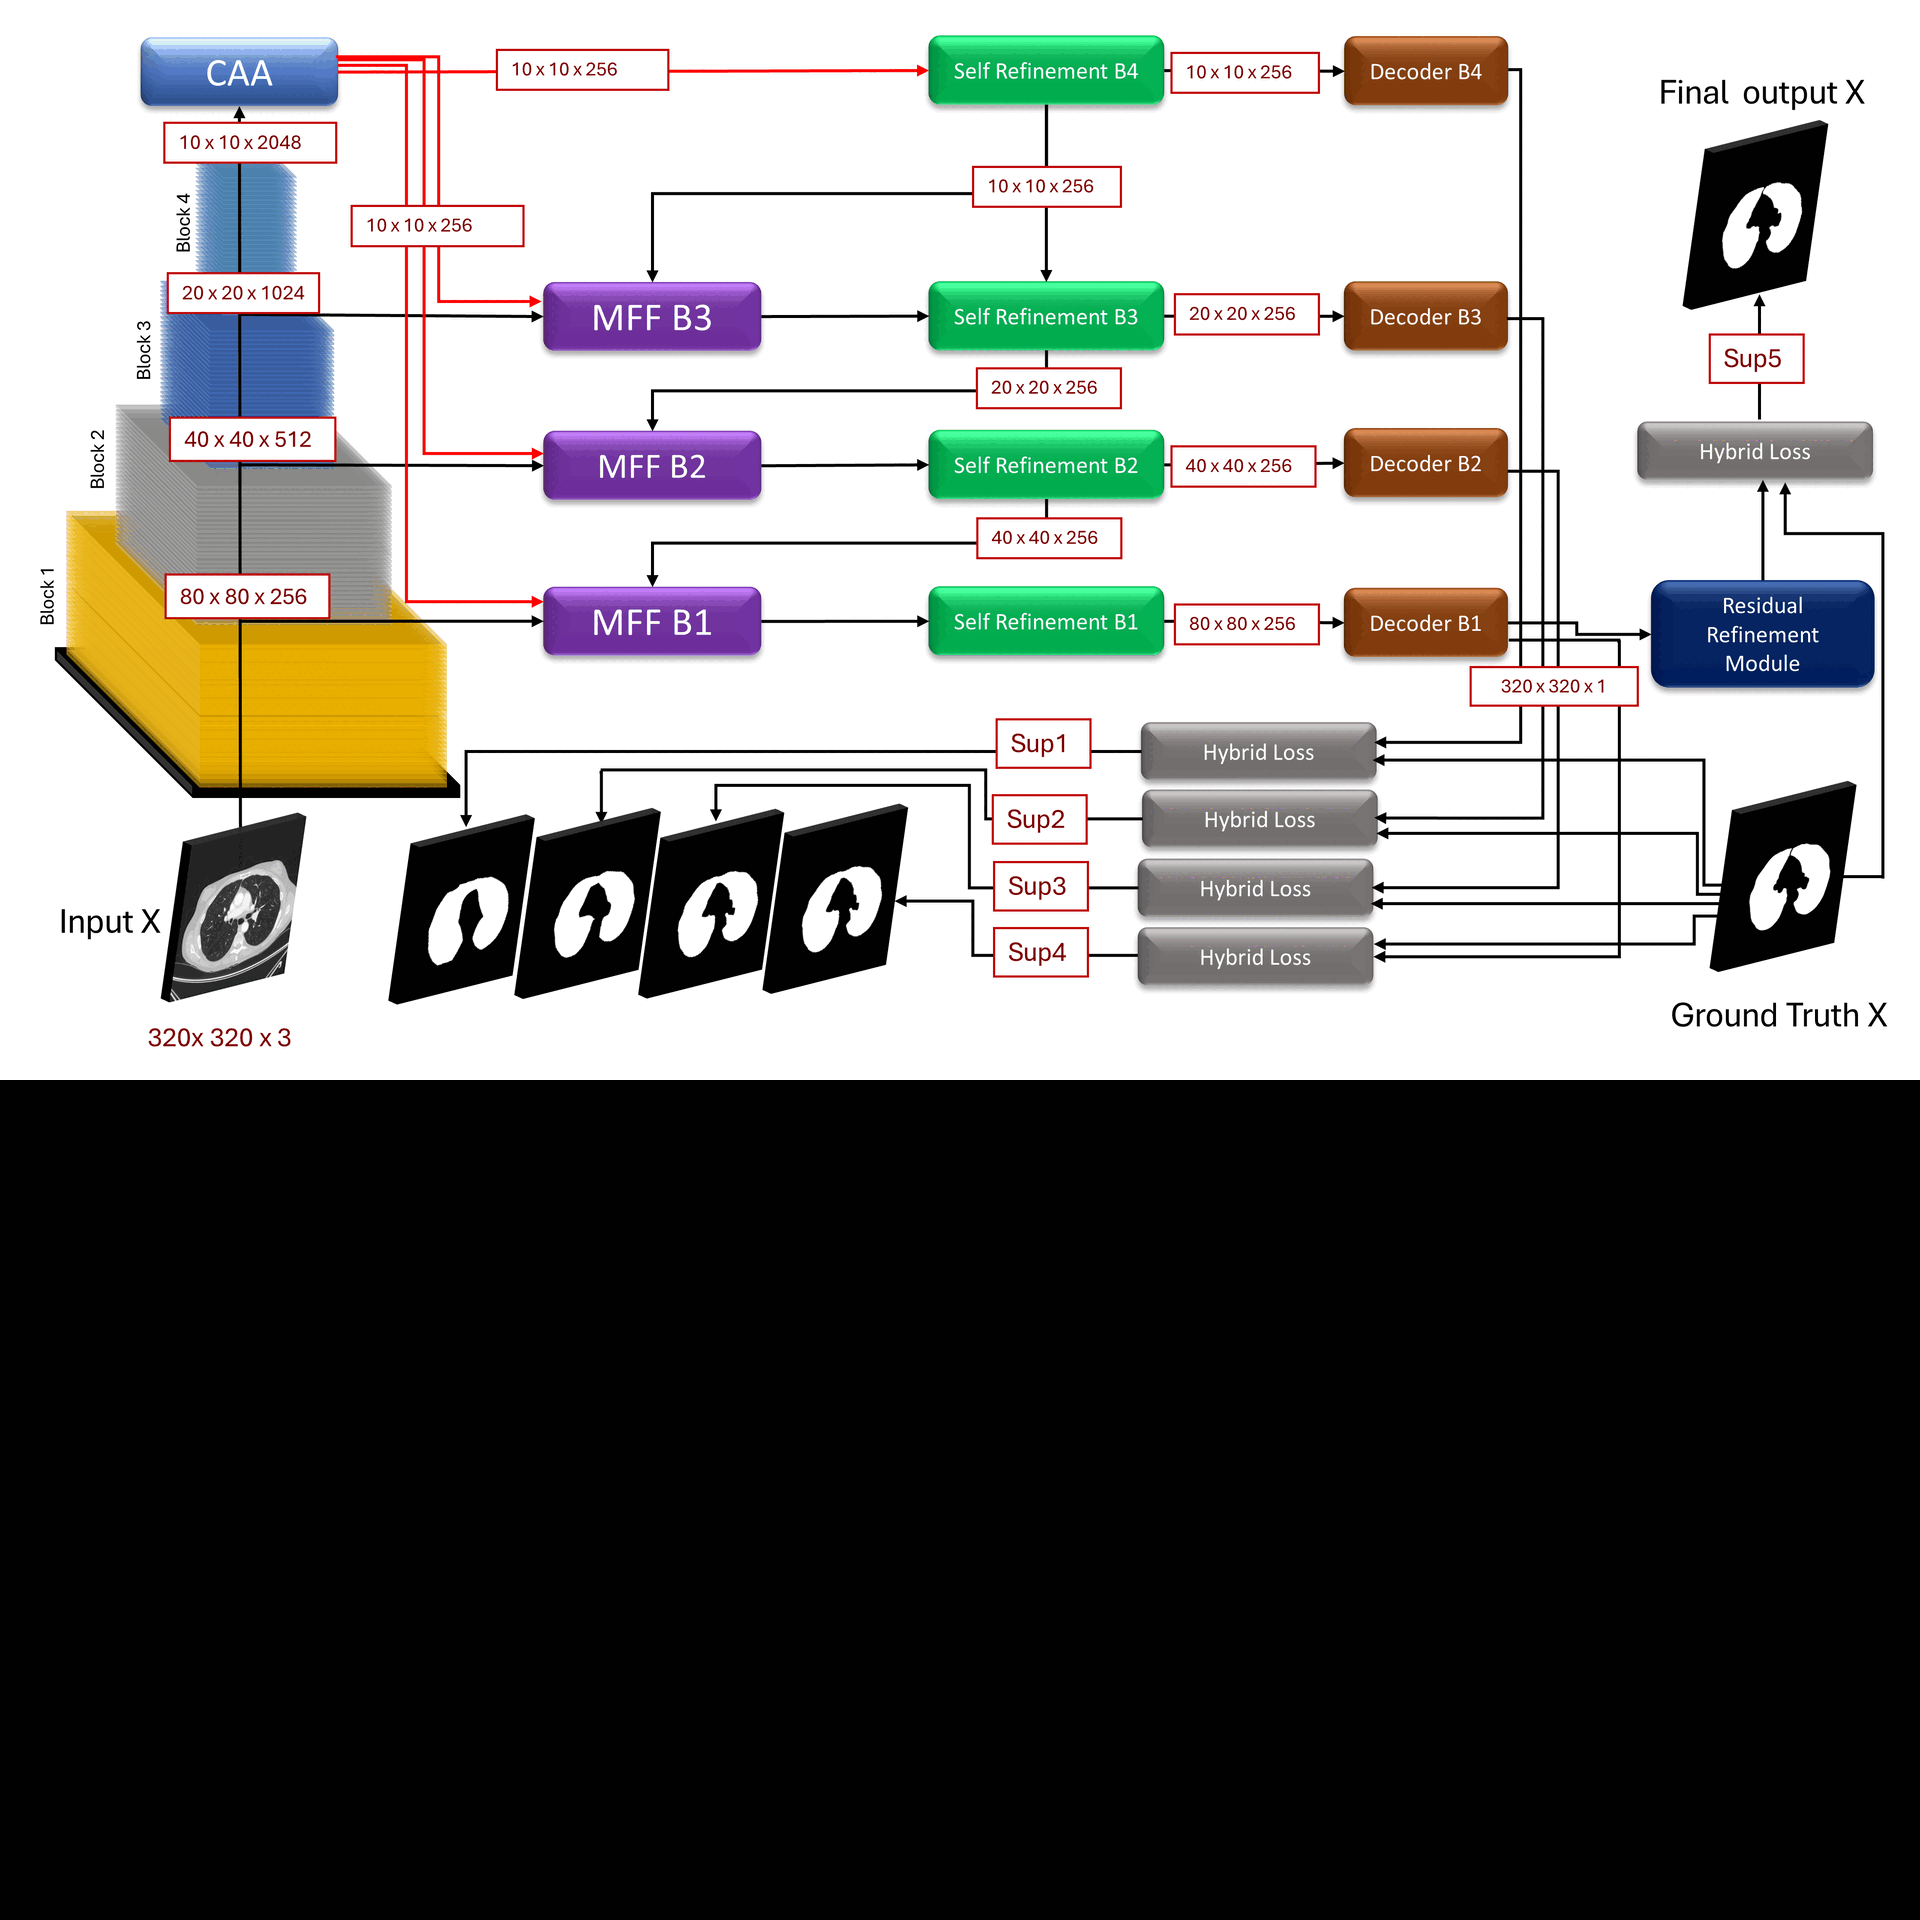 CAA
10 x 10 x 256
Self Refinement B4
10 x 10 x 256
Decoder B4
Final output X
10 x 10 x 2048
Block 4
10 x 10 x 256
10 x 10 x 256
20 x 20 x 1024
Block 3
MFF B3
Self Refinement B3
20 x 20 x 256
Decoder B3
Sup5
20 x 20 x 256
40 x 40 x 512
Block 2
MFF B2
Self Refinement B2
40 x 40 x 256
Decoder B2
Hybrid Loss
40 x 40 x 256
80 x 80 x 256
Block 1
MFF B1
Self Refinement B1
80 x 80 x 256
Decoder B1
Residual
Refinement
Module
320 x 320 x 1
Sup1
Hybrid Loss
Sup2
Hybrid Loss
Sup3
Hybrid Loss
Sup4
Hybrid Loss
Input X
320x 320 x 3
Ground Truth X